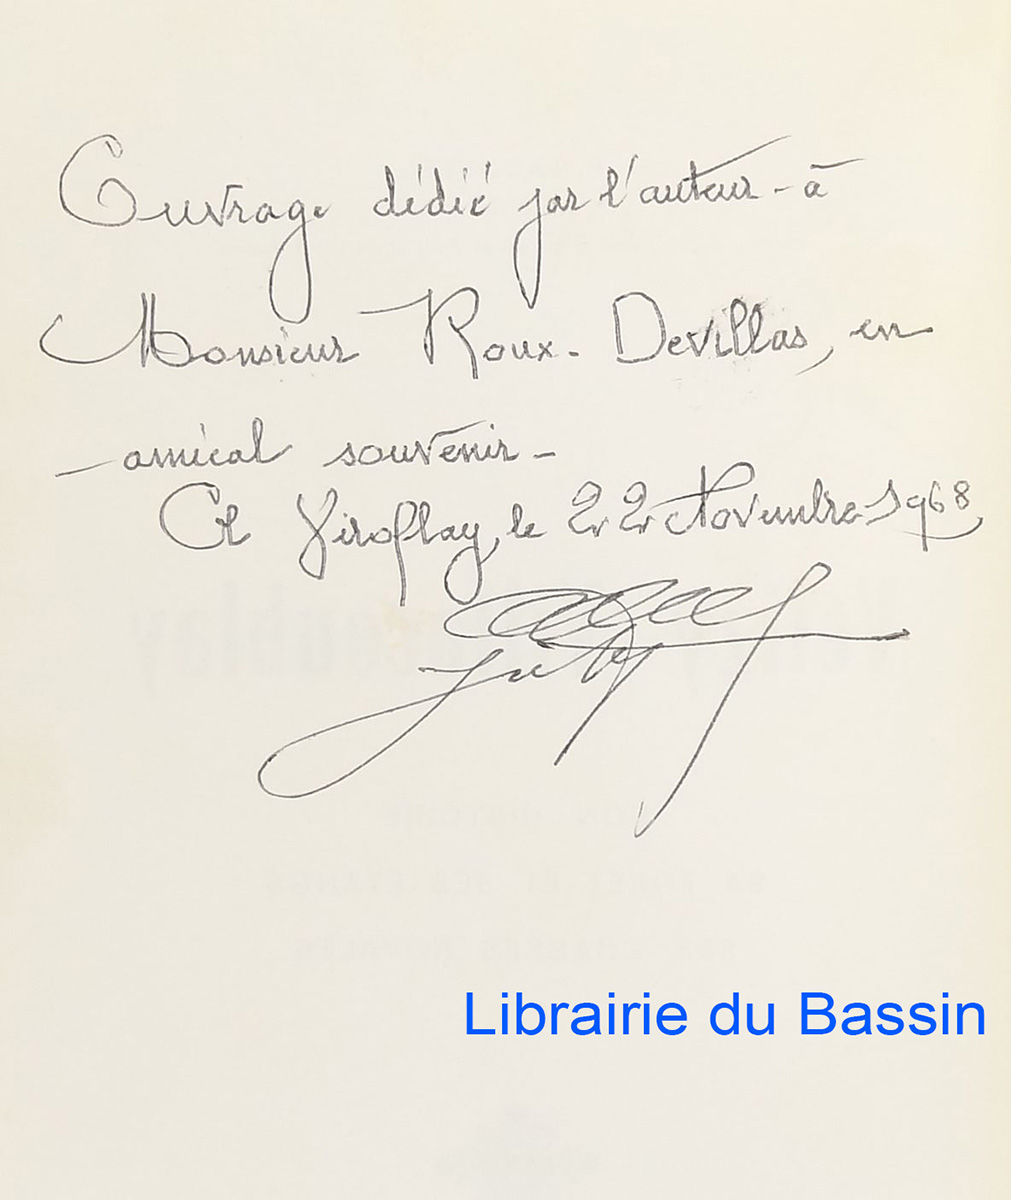 Ouvrage dédié par l'auteur - à
Monsieur Roux-Devillas, en
amical souvenir -
A Viroflay, le 22 Novembre 1968,
Librairie du Bassin